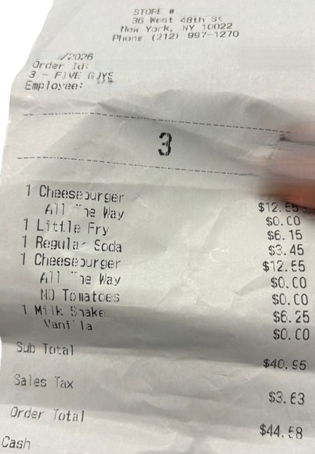 STORE #
36 West 48th St
New York, NY 10022
Phone (212) 997-1270
/2026
Order Id:
3 - FIVE GUYS
Employee:
3
1 Cheeseburger $12.55
All The Way $0.00
1 Little Fry $6.15
1 Regular Soda $3.45
1 Cheeseburger $12.55
All The Way $0.00
NO Tomatoes $0.00
1 Milk Shake $6.25
Vanilla $0.00
Sub Total $40.95
Sales Tax $3.63
Order Total $44.58
Cash